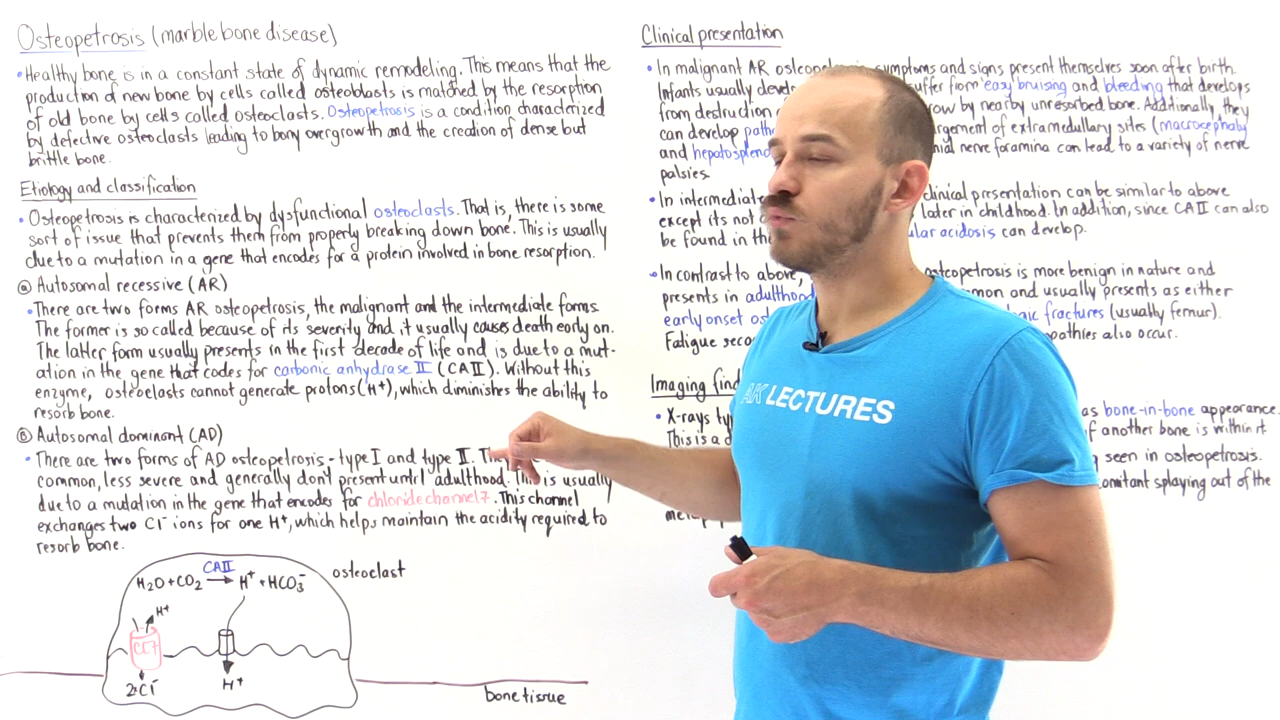 Osteopetrosis (marble bone disease)
• Healthy bone is in a constant state of dynamic remodeling. This means that the
production of new bone by cells called osteoblasts is matched by the resorption
of old bone by cells called osteoclasts. Osteopetrosis is a condition characterized
by defective osteoclasts leading to bony overgrowth and the creation of dense but
brittle bone.
Etiology and classification
• Osteopetrosis is characterized by dysfunctional osteoclasts. That is, there is some
sort of issue that prevents them from properly breaking down bone. This is usually
due to a mutation in a gene that encodes for a protein involved in bone resorption.
ⓐ Autosomal recessive (AR)
• There are two forms AR osteopetrosis, the malignant and the intermediate forms.
The former is so called because of its severity and it usually causes death early on.
The latter form usually presents in the first decade of life and is due to a mut-
ation in the gene that codes for carbonic anhydrase II (CAII). Without this
enzyme, osteoclasts cannot generate protons (H⁺), which diminishes the ability to
resorb bone.
ⓑ Autosomal dominant (AD)
• There are two forms of AD osteopetrosis - type I and type II.
common, less severe and generally don't present until adulthood. This is usually
due to a mutation in the gene that encodes for chloride channel 7. This channel
exchanges two Cl⁻ ions for one H⁺, which helps maintain the acidity required to
resorb bone.
CAII
H₂O + CO₂ → H⁺ + HCO₃⁻
osteoclast
H⁺
CC7
2Cl⁻
H⁺
bone tissue
Clinical presentation
• In malignant AR symptoms and signs present themselves soon after birth.
Infants usually suffer from easy bruising and bleeding that develops
from destruction by nearby unresorbed bone. Additionally, they
can develop of extramedullary sites (macrocephaly
and nerve foramina can lead to a variety of nerve
palsies.
• In intermediate clinical presentation can be similar to above
except its not later in childhood. In addition, since CAII can also
be found in the acidosis can develop.
• In contrast to above, osteopetrosis is more benign in nature and
presents in adulthood and usually presents as either
early onset fractures (usually femur).
Fatigue also occur.
Imaging
• X-rays as bone-in-bone appearance.
This is a if another bone is within it
seen in osteopetrosis.
splaying out of the
AK LECTURES